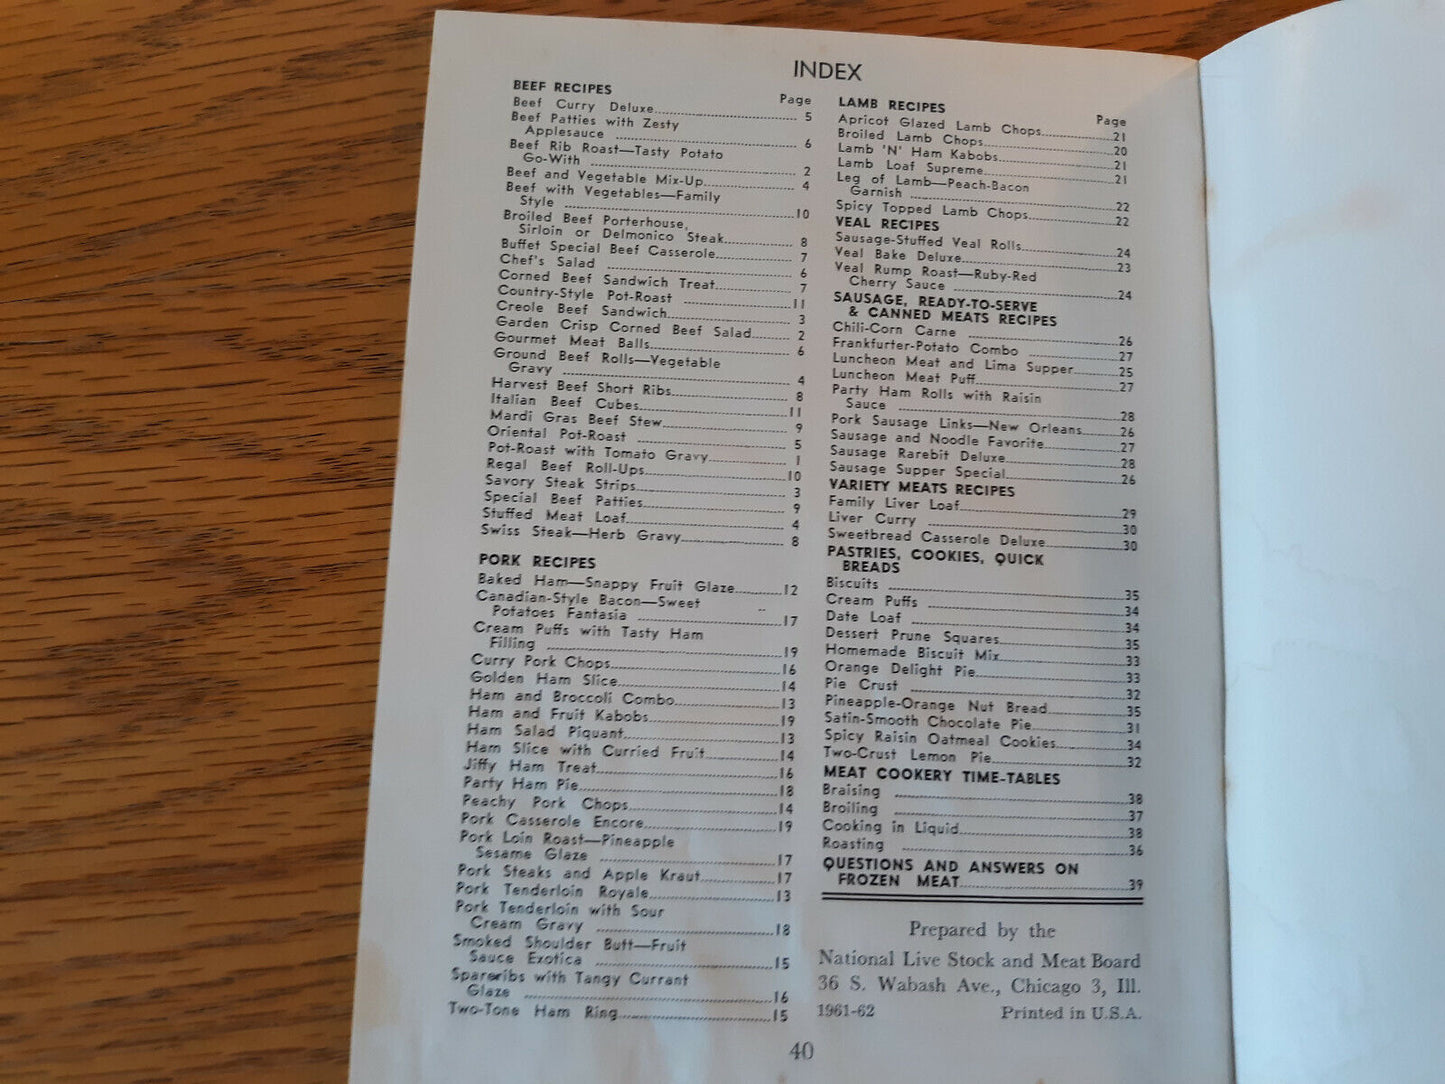 INDEX
BEEF RECIPES
Page
Beef Curry Deluxe 5
Beef Patties with Zesty
Applesauce 6
Beef Rib Roast—Tasty Potato
Go-With 2
Beef and Vegetable Mix-Up 4
Beef with Vegetables—Family
Style 10
Broiled Beef Porterhouse,
Sirloin or Delmonico Steak 8
Buffet Special Beef Casserole 7
Chef's Salad 6
Corned Beef Sandwich Treat 7
Country-Style Pot-Roast 11
Creole Beef Sandwich 3
Garden Crisp Corned Beef Salad 2
Gourmet Meat Balls 6
Ground Beef Rolls—Vegetable
Gravy 4
Harvest Beef Short Ribs 8
Italian Beef Cubes 11
Mardi Gras Beef Stew 9
Oriental Pot-Roast 5
Pot-Roast with Tomato Gravy 1
Regal Beef Roll-Ups 10
Savory Steak Strips 3
Special Beef Patties 9
Stuffed Meat Loaf 4
Swiss Steak—Herb Gravy 8
PORK RECIPES
Baked Ham—Snappy Fruit Glaze 12
Canadian-Style Bacon—Sweet
Potatoes Fantasia 17
Cream Puffs with Tasty Ham
Filling 19
Curry Pork Chops 16
Golden Ham Slice 14
Ham and Broccoli Combo 13
Ham and Fruit Kabobs 19
Ham Salad Piquant 13
Ham Slice with Curried Fruit 14
Jiffy Ham Treat 16
Party Ham Pie 18
Peachy Pork Chops 14
Pork Casserole Encore 19
Pork Loin Roast—Pineapple
Sesame Glaze 17
Pork Steaks and Apple Kraut 17
Pork Tenderloin Royale 13
Pork Tenderloin with Sour
Cream Gravy 18
Smoked Shoulder Butt—Fruit
Sauce Exotica 15
Spareribs with Tangy Currant
Glaze 16
Two-Tone Ham Ring 15
LAMB RECIPES
Page
Apricot Glazed Lamb Chops 21
Broiled Lamb Chops 20
Lamb 'N' Ham Kabobs 21
Lamb Loaf Supreme 21
Leg of Lamb—Peach-Bacon
Garnish 22
Spicy Topped Lamb Chops 22
VEAL RECIPES
Sausage-Stuffed Veal Rolls 24
Veal Bake Deluxe 23
Veal Rump Roast—Ruby-Red
Cherry Sauce 24
SAUSAGE, READY-TO-SERVE
& CANNED MEATS RECIPES
Chili-Corn Carne 26
Frankfurter-Potato Combo 27
Luncheon Meat and Lima Supper 25
Luncheon Meat Puff 27
Party Ham Rolls with Raisin
Sauce 28
Pork Sausage Links—New Orleans 26
Sausage and Noodle Favorite 27
Sausage Rarebit Deluxe 28
Sausage Supper Special 26
VARIETY MEATS RECIPES
Family Liver Loaf 29
Liver Curry 30
Sweetbread Casserole Deluxe 30
PASTRIES, COOKIES, QUICK
BREADS
Biscuits 35
Cream Puffs 34
Date Loaf 34
Dessert Prune Squares 35
Homemade Biscuit Mix 33
Orange Delight Pie 33
Pie Crust 32
Pineapple-Orange Nut Bread 35
Satin-Smooth Chocolate Pie 31
Spicy Raisin Oatmeal Cookies 34
Two-Crust Lemon Pie 32
MEAT COOKERY TIME-TABLES
Braising 38
Broiling 37
Cooking in Liquid 38
Roasting 36
QUESTIONS AND ANSWERS ON
FROZEN MEAT 39
Prepared by the
National Live Stock and Meat Board
36 S. Wabash Ave., Chicago 3, Ill.
1961-62 Printed in U.S.A.
40